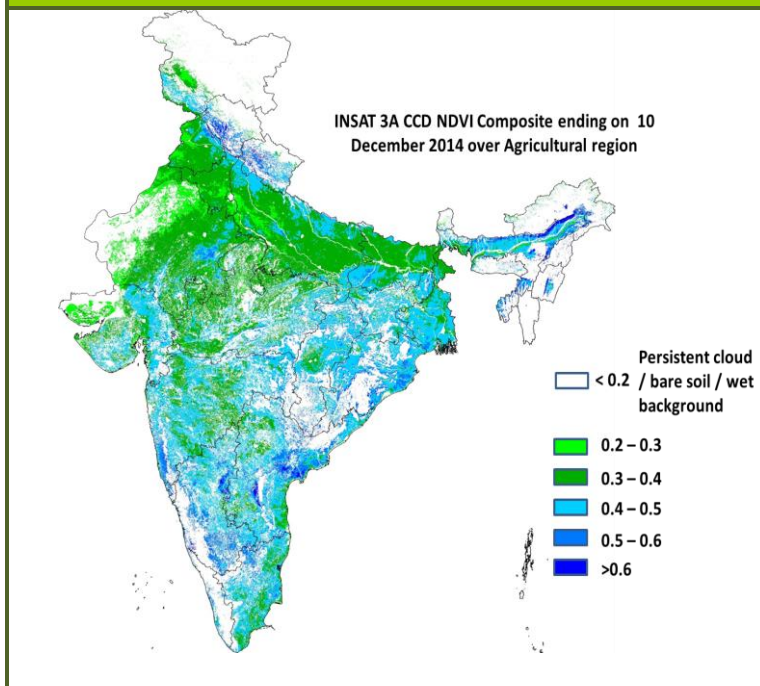 INSAT 3A CCD NDVI Composite ending on 10
December 2014 over Agricultural region
Persistent cloud
< 0.2 / bare soil / wet
background
0.2 – 0.3
0.3 – 0.4
0.4 – 0.5
0.5 – 0.6
>0.6